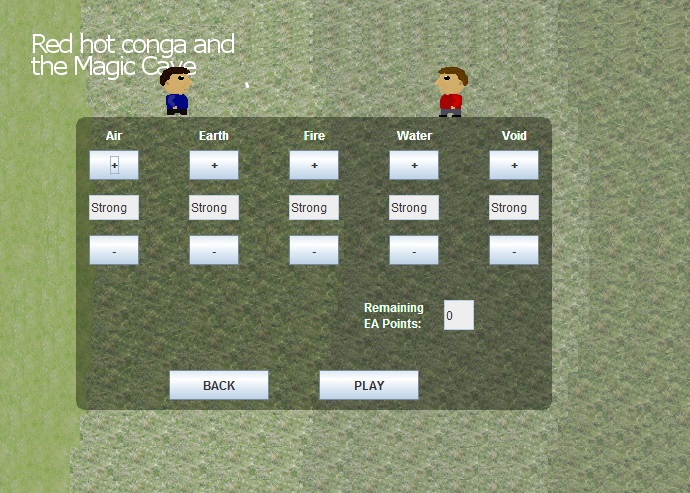 Red hot conga and
the Magic Cave
Air Earth Fire Water Void
+ + + + +
Strong Strong Strong Strong Strong
- - - - -
Remaining
EA Points: 0
BACK PLAY